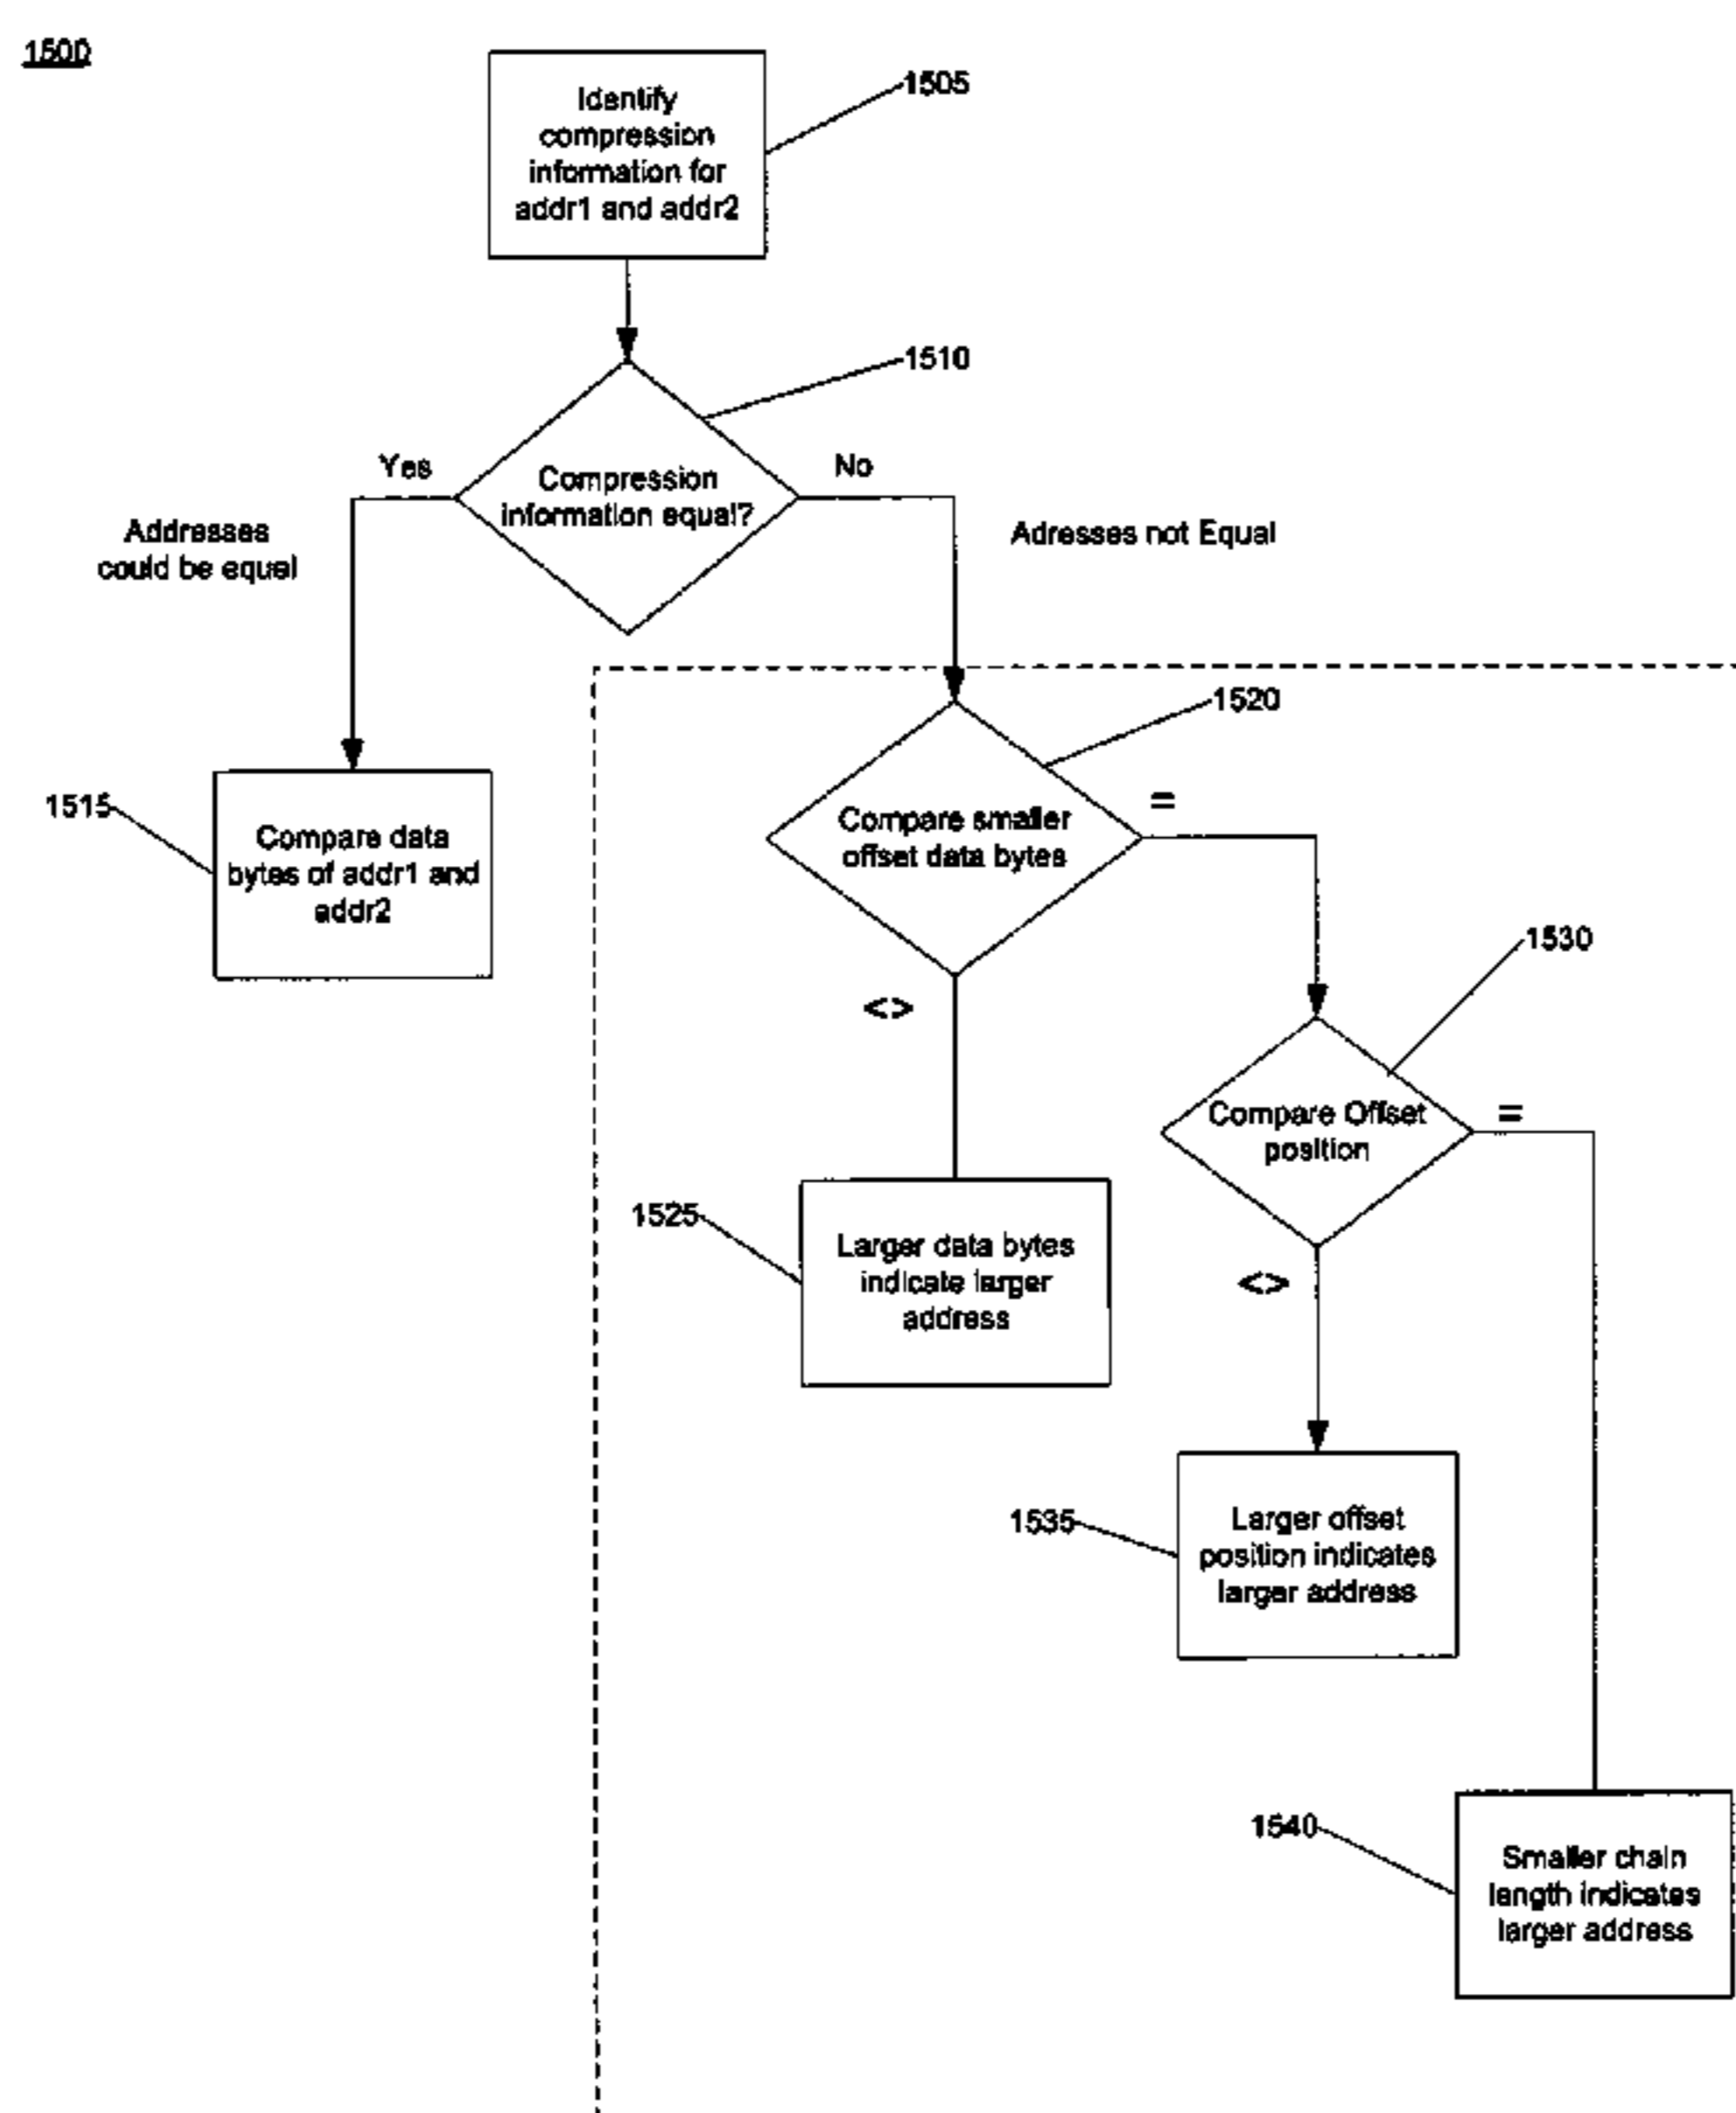 1500
Identify
compression
information for
addr1 and addr2
1505
1510
Yes
No
Compression
information equal?
Addresses
could be equal
Adresses not Equal
1520
1515
Compare data
bytes of addr1 and
addr2
Compare smaller
offset data bytes
=
1530
<>
Compare Offset
position
=
1525
Larger data bytes
indicate larger
address
<>
1535
Larger offset
position indicates
larger address
1540
Smaller chain
length indicates
larger address